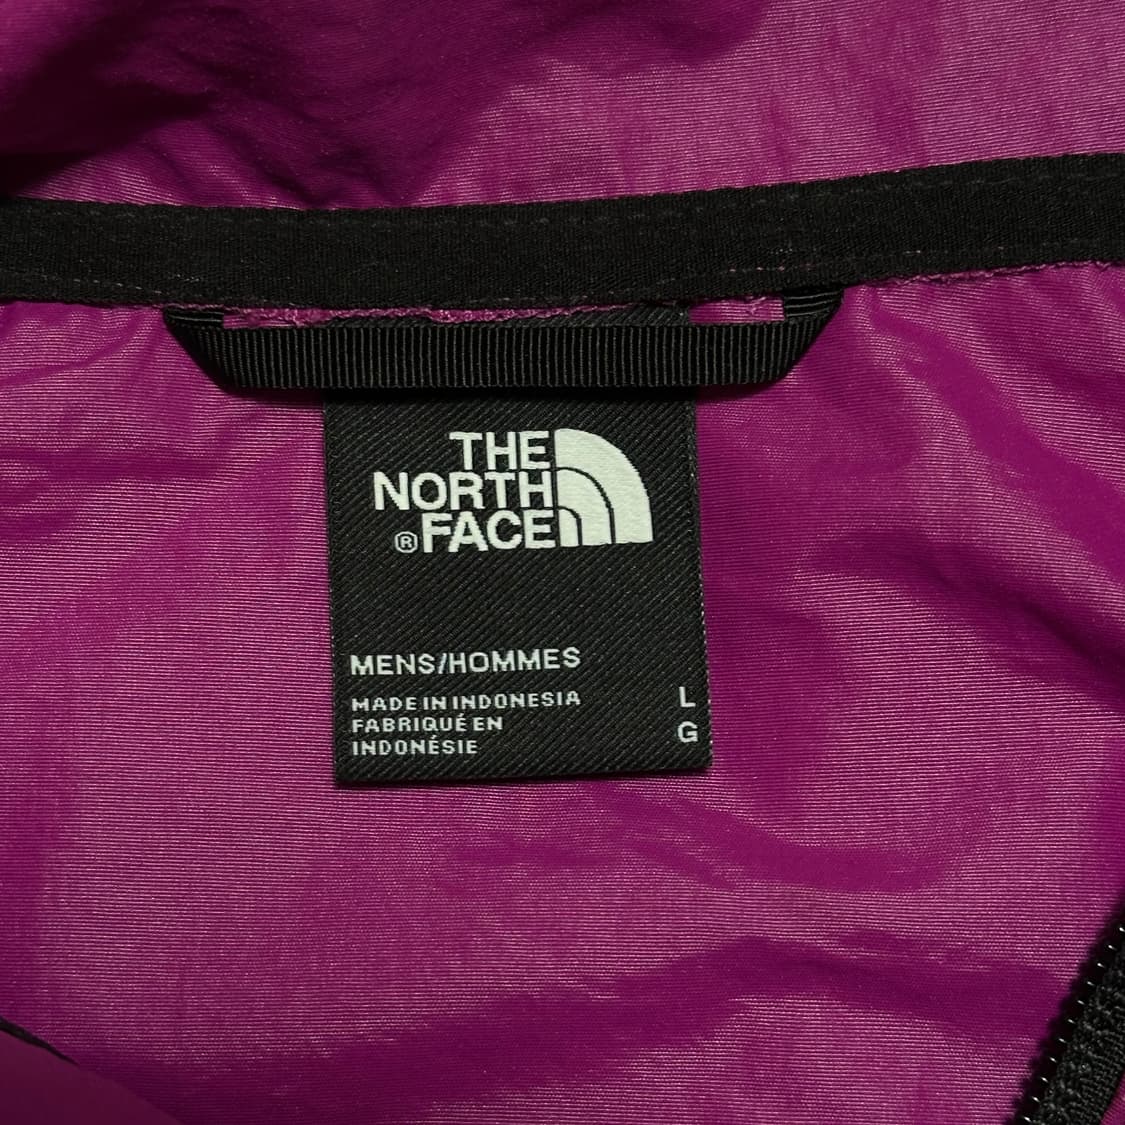 THE
NORTH
® FACE
MENS/HOMMES
MADE IN INDONESIA
FABRIQUÉ EN
INDONÉSIE
L
G